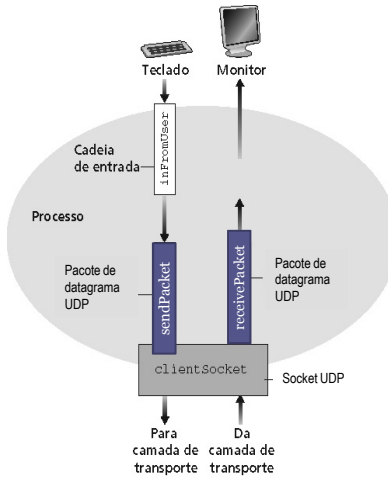 Teclado
Monitor
inFromUser
Cadeia
de entrada
Processo
Pacote de
datagrama
UDP
sendPacket
receivePacket
Pacote de
datagrama
UDP
clientSocket
Socket UDP
Para
camada de
transporte
Da
camada de
transporte